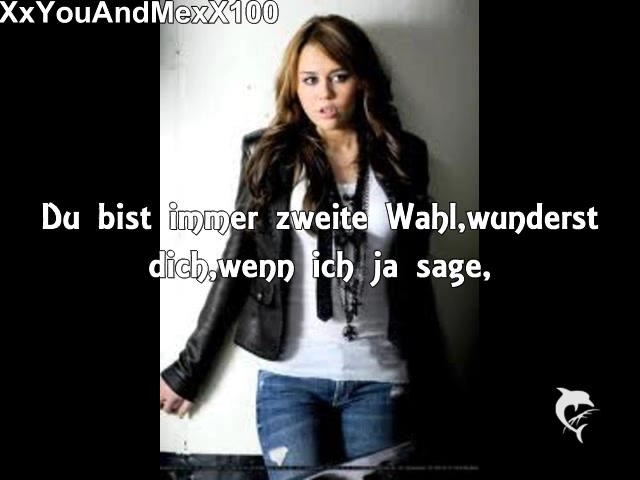 XxYouAndMexX100
Du bist immer zweite Wahl,wunderst
dich,wenn ich ja sage,